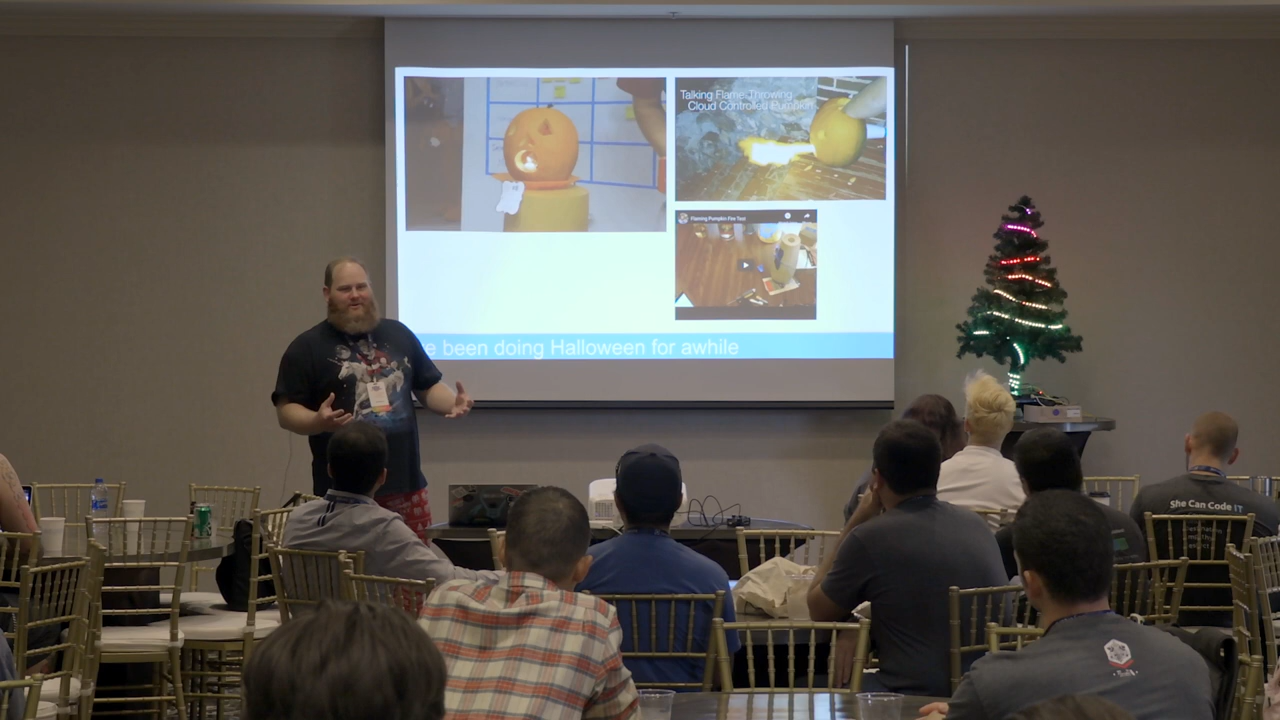 Talking Flame Throwing
Cloud Controlled Pumpkin
Flaming Pumpkin Fire Test
e been doing Halloween for awhile
She Can Code IT